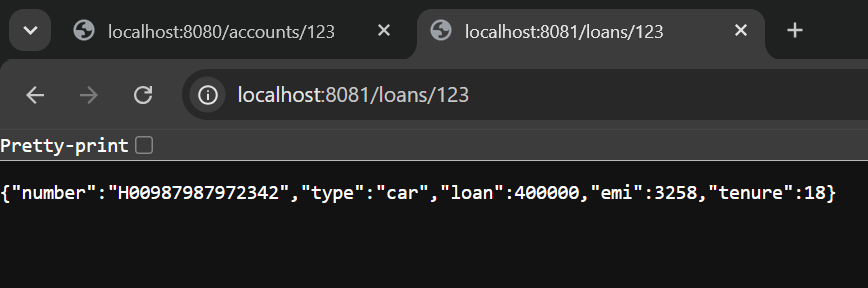 localhost:8080/accounts/123
localhost:8081/loans/123
localhost:8081/loans/123
Pretty-print
{"number":"H00987987972342","type":"car","loan":400000,"emi":3258,"tenure":18}